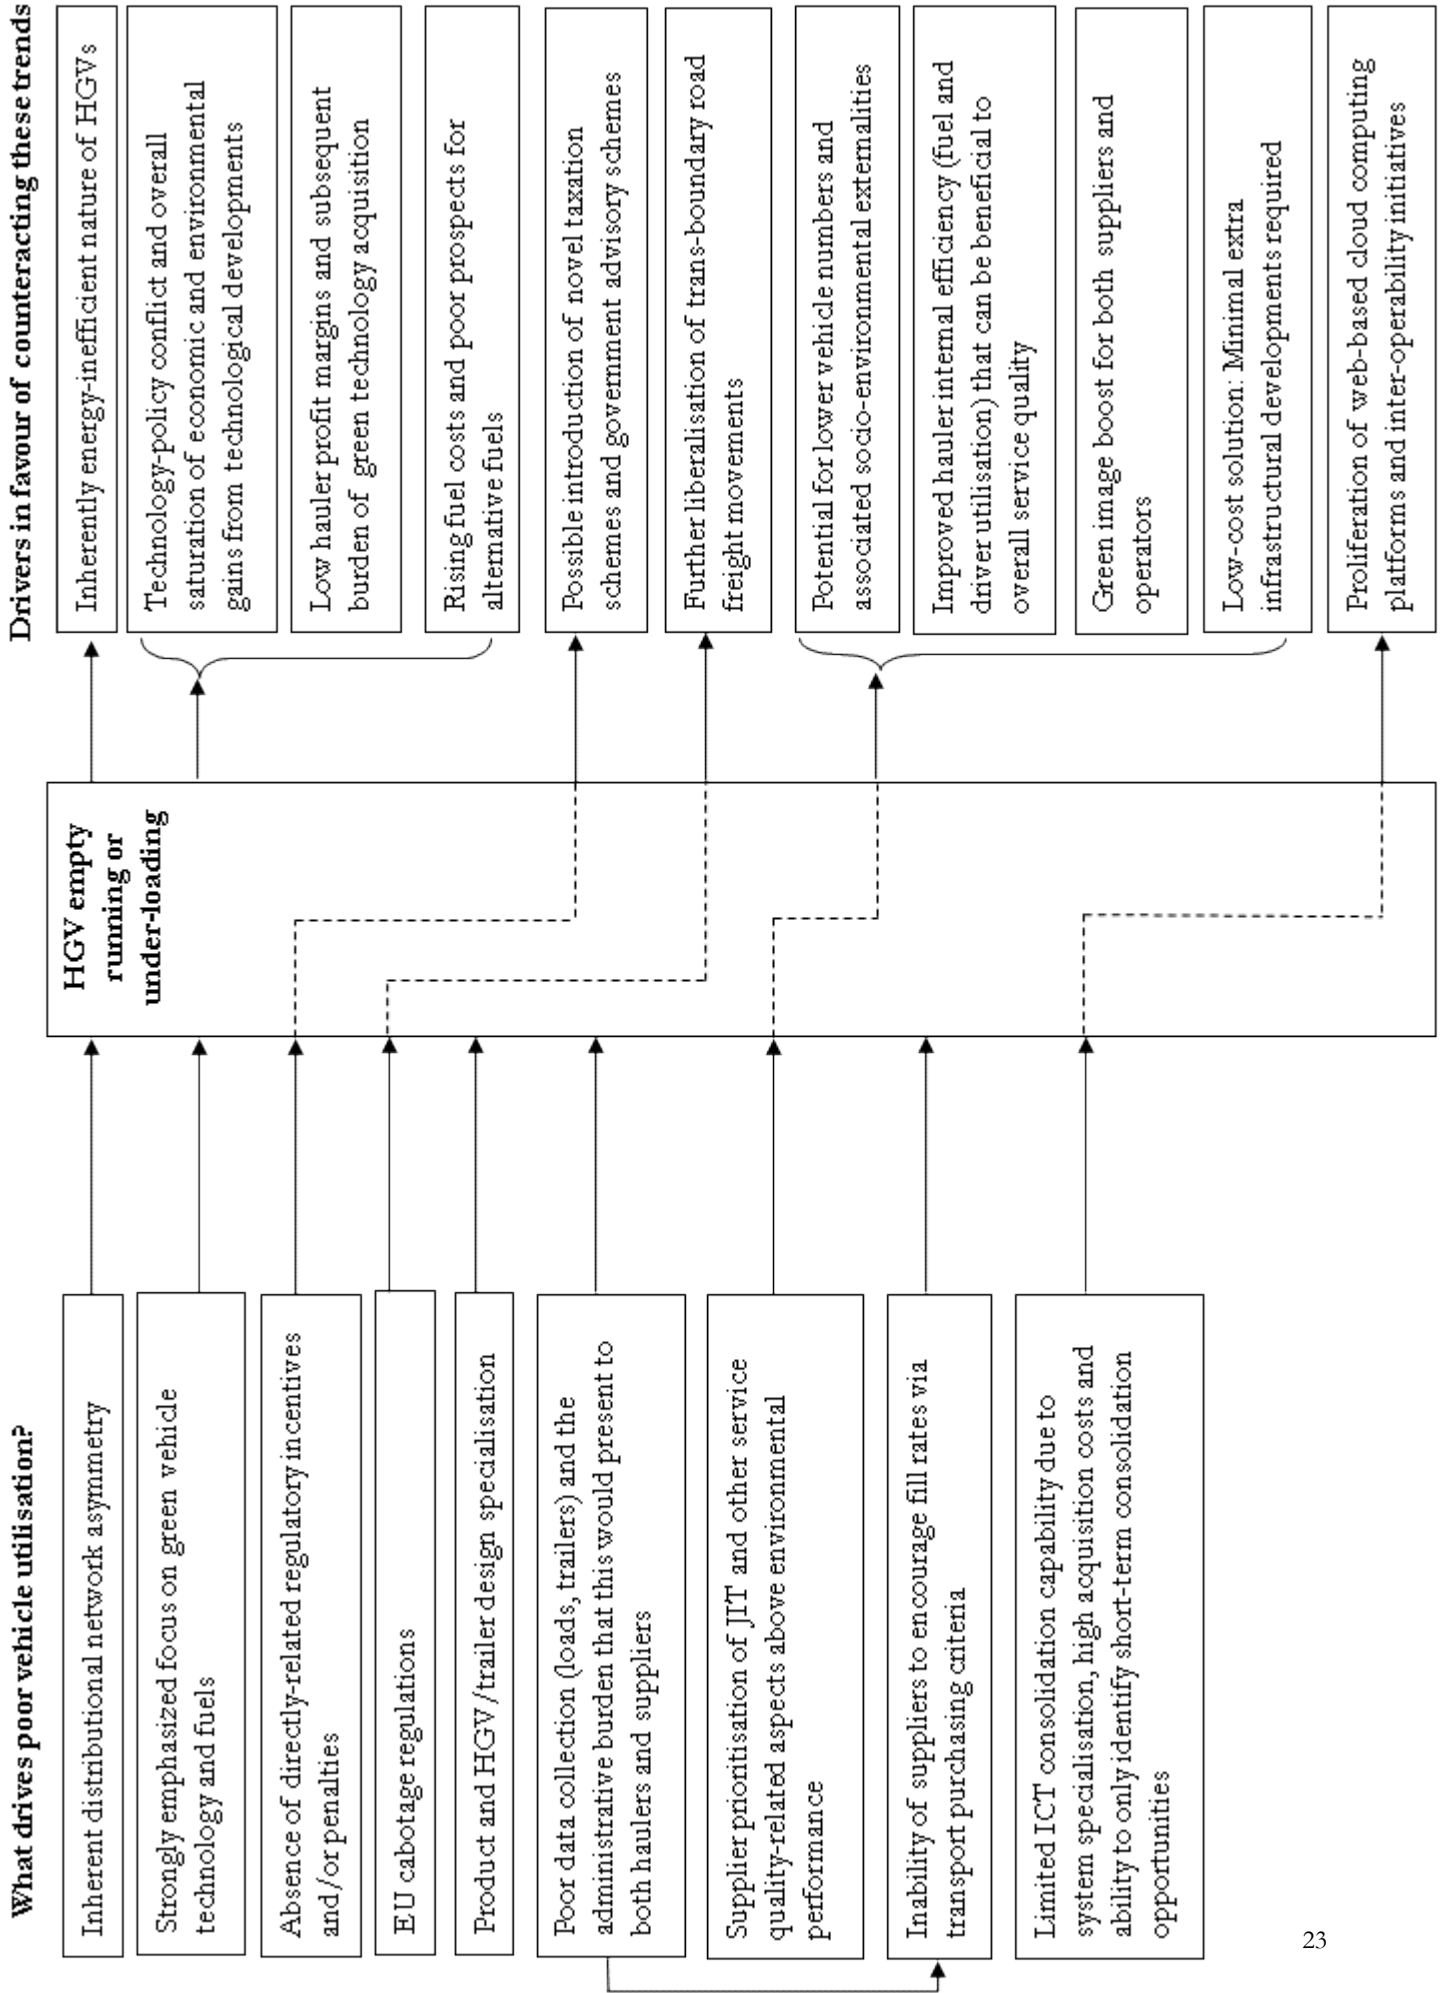 What drives poor vehicle utilisation?
Inherent distributional network asymmetry
Strongly emphasized focus on green vehicle
technology and fuels
Absence of directly-related regulatory incentives
and/or penalties
EU cabotage regulations
Product and HGV/trailer design specialisation
Poor data collection (loads, trailers) and the
administrative burden that this would present to
both haulers and suppliers
Supplier prioritisation of JIT and other service
quality-related aspects above environmental
performance
Inability of suppliers to encourage fill rates via
transport purchasing criteria
Limited ICT consolidation capability due to
system specialisation, high acquisition costs and
ability to only identify short-term consolidation
opportunities
HGV empty
running or
under-loading
Drivers in favour of counteracting these trends
Inherently energy-inefficient nature of HGVs
Technology-policy conflict and overall
saturation of economic and environmental
gains from technological developments
Low hauler profit margins and subsequent
burden of green technology acquisition
Rising fuel costs and poor prospects for
alternative fuels
Possible introduction of novel taxation
schemes and government advisory schemes
Further liberalisation of trans-boundary road
freight movements
Potential for lower vehicle numbers and
associated socio-environmental externalities
Improved hauler internal efficiency (fuel and
driver utilisation) that can be beneficial to
overall service quality
Green image boost for both suppliers and
operators
Low-cost solution: Minimal extra
infrastructural developments required
Proliferation of web-based cloud computing
platforms and inter-operability initiatives
23